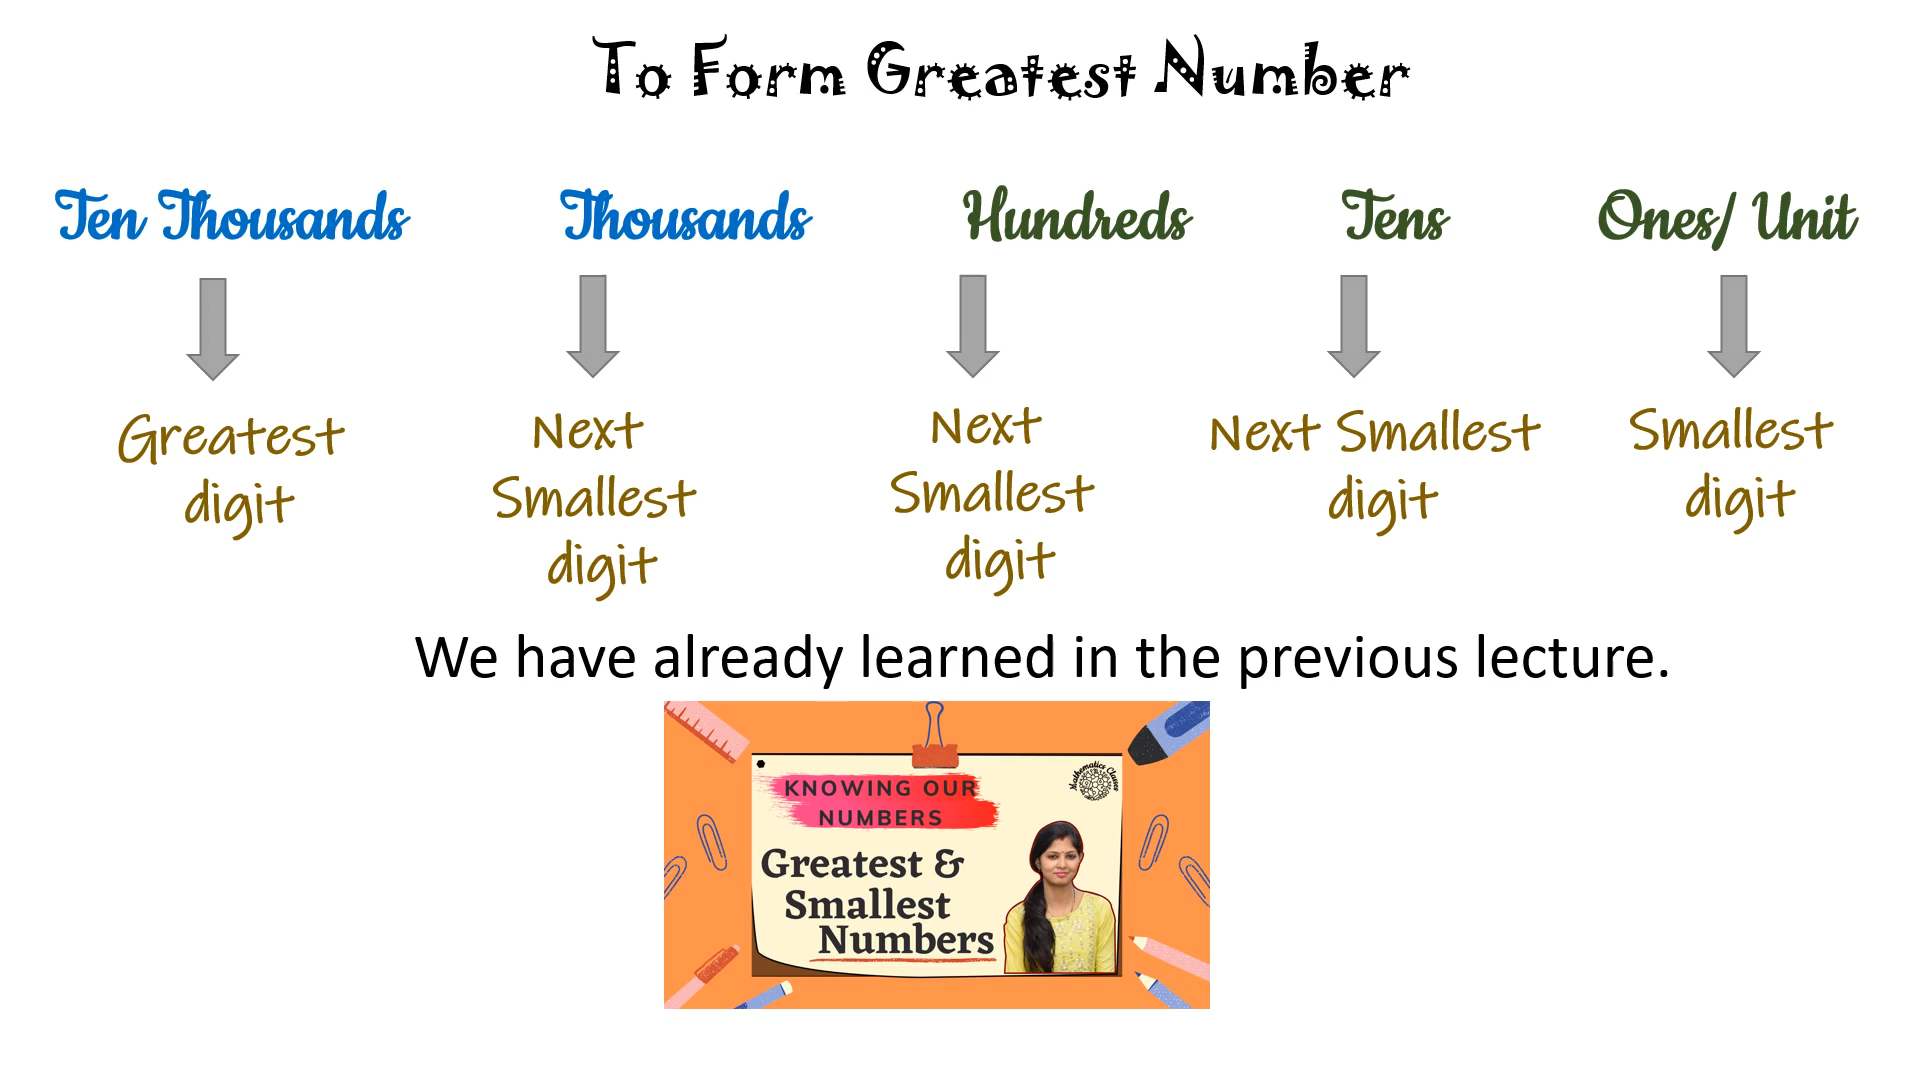 To Form Greatest Number
Ten Thousands
Thousands
Hundreds
Tens
Ones/ Unit
Greatest
digit
Next
Smallest
digit
Next
Smallest
digit
Next Smallest
digit
Smallest
digit
We have already learned in the previous lecture.
KNOWING OUR
NUMBERS
Mathematics Classes
Greatest &
Smallest
Numbers